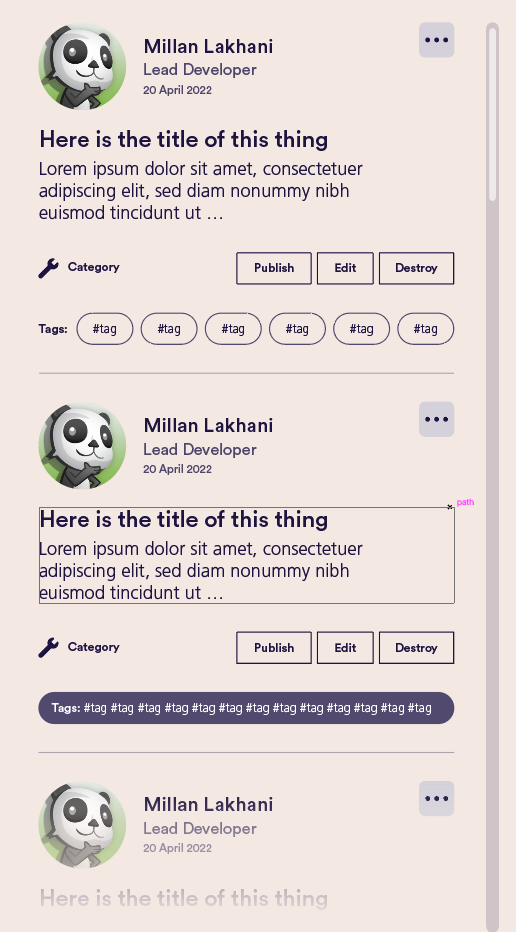 Millan Lakhani
Lead Developer
20 April 2022
Here is the title of this thing
Lorem ipsum dolor sit amet, consectetuer
adipiscing elit, sed diam nonummy nibh
euismod tincidunt ut ...
Category Publish Edit Destroy
Tags: #tag #tag #tag #tag #tag #tag
Millan Lakhani
Lead Developer
20 April 2022
path
Here is the title of this thing
Lorem ipsum dolor sit amet, consectetuer
adipiscing elit, sed diam nonummy nibh
euismod tincidunt ut ...
Category Publish Edit Destroy
Tags: #tag #tag #tag #tag #tag #tag #tag #tag #tag #tag #tag #tag #tag
Millan Lakhani
Lead Developer
20 April 2022
Here is the title of this thing